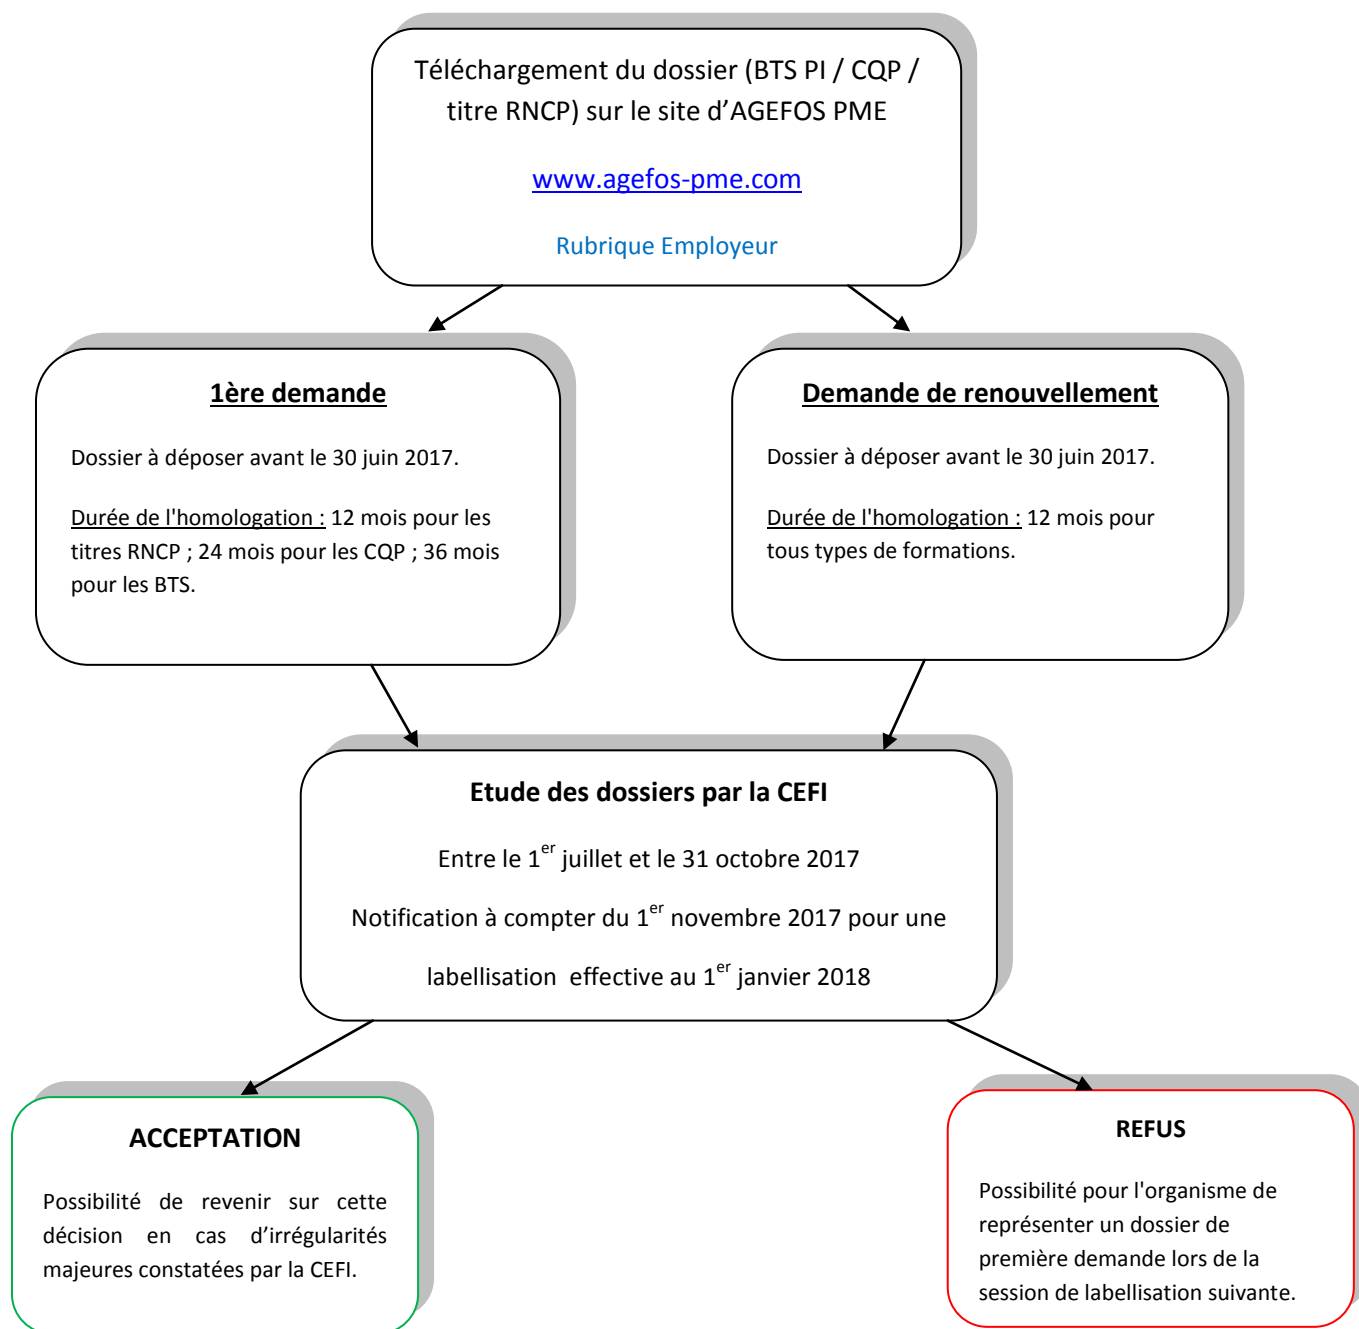 Téléchargement du dossier (BTS PI / CQP /
titre RNCP) sur le site d’AGEFOS PME
www.agefos-pme.com
Rubrique Employeur
1ère demande
Dossier à déposer avant le 30 juin 2017.
Durée de l'homologation : 12 mois pour les
titres RNCP ; 24 mois pour les CQP ; 36 mois
pour les BTS.
Demande de renouvellement
Dossier à déposer avant le 30 juin 2017.
Durée de l'homologation : 12 mois pour
tous types de formations.
Etude des dossiers par la CEFI
Entre le 1er juillet et le 31 octobre 2017
Notification à compter du 1er novembre 2017 pour une
labellisation effective au 1er janvier 2018
ACCEPTATION
Possibilité de revenir sur cette
décision en cas d’irrégularités
majeures constatées par la CEFI.
REFUS
Possibilité pour l'organisme de
représenter un dossier de
première demande lors de la
session de labellisation suivante.